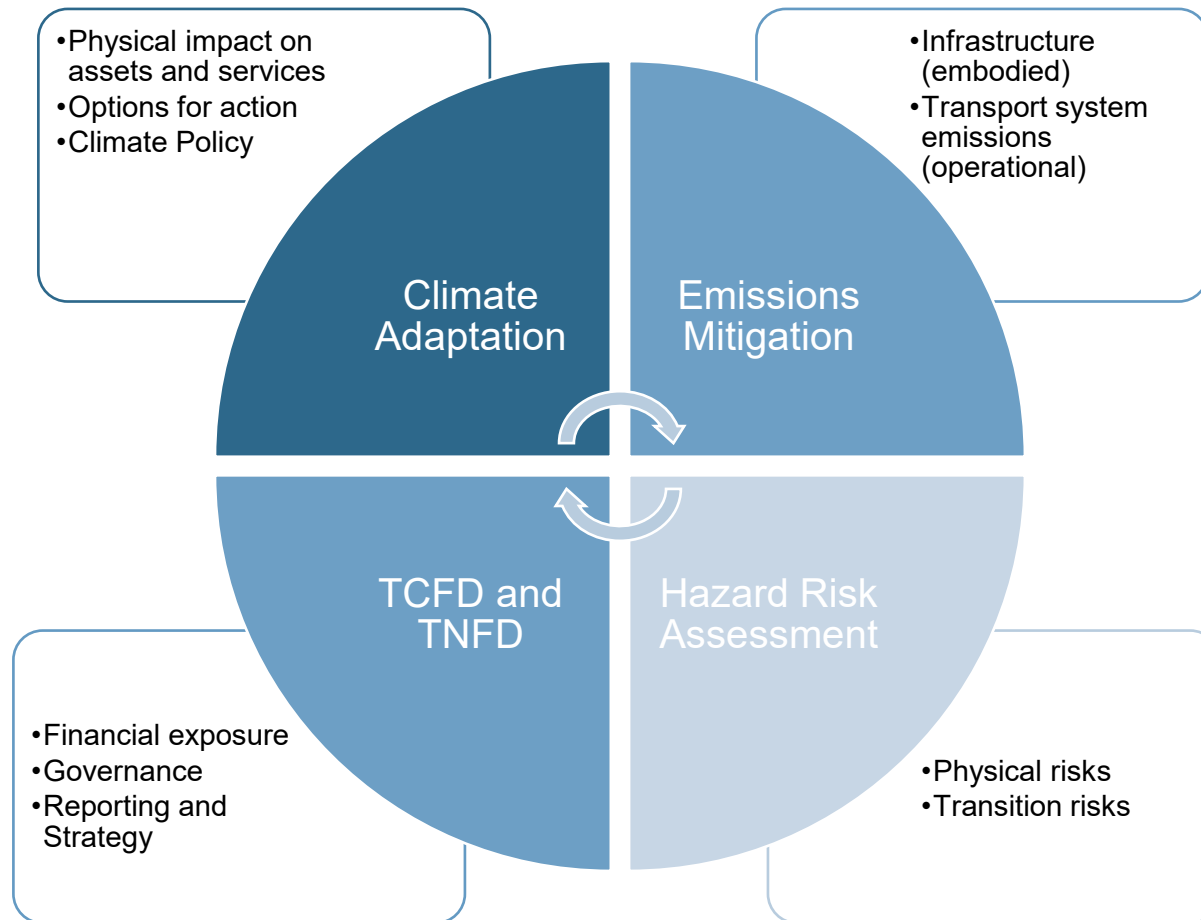 •Physical impact on
assets and services
•Options for action
•Climate Policy
•Infrastructure
(embodied)
•Transport system
emissions
(operational)
Climate
Adaptation
Emissions
Mitigation
TCFD and
TNFD
Hazard Risk
Assessment
•Financial exposure
•Governance
•Reporting and
Strategy
•Physical risks
•Transition risks